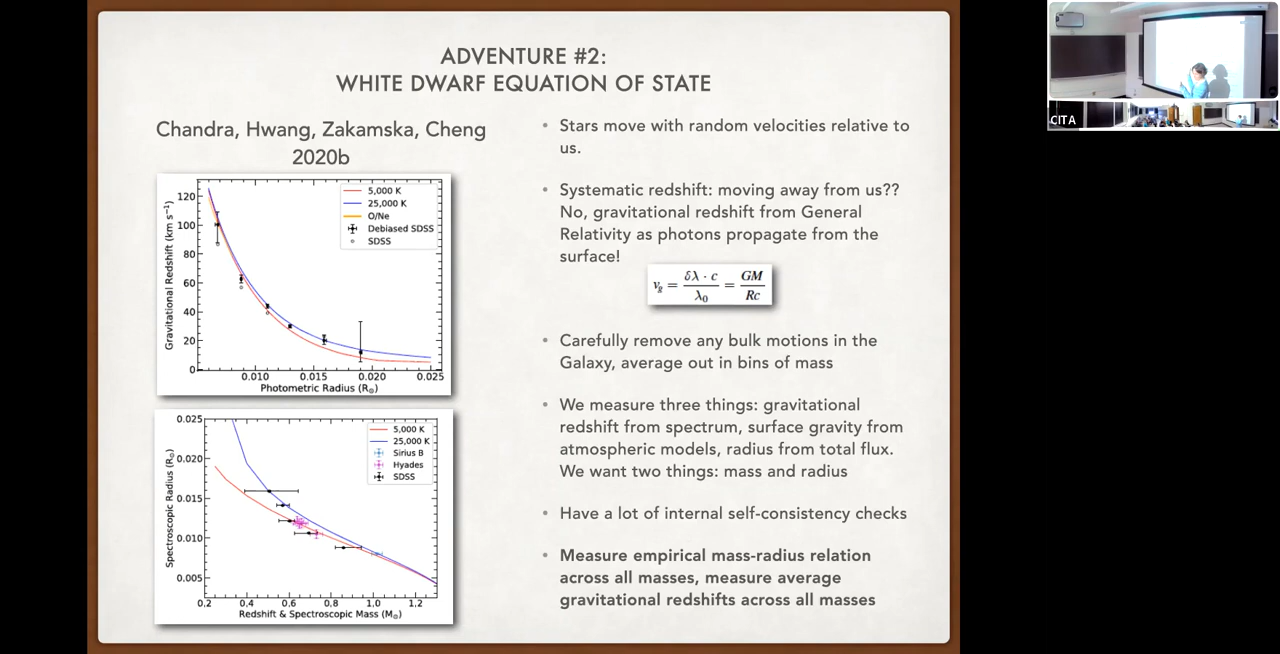 ADVENTURE #2:
WHITE DWARF EQUATION OF STATE
Chandra, Hwang, Zakamska, Cheng
2020b
Gravitational Redshift (km s⁻¹)
120
100
80
60
40
20
0
0.010 0.015 0.020 0.025
Photometric Radius (R⊙)
5,000 K
25,000 K
O/Ne
Debiased SDSS
SDSS
Spectroscopic Radius (R⊙)
0.025
0.020
0.015
0.010
0.005
0.2 0.4 0.6 0.8 1.0 1.2
Redshift & Spectroscopic Mass (M⊙)
5,000 K
25,000 K
Sirius B
Hyades
SDSS
• Stars move with random velocities relative to
us.
• Systematic redshift: moving away from us??
No, gravitational redshift from General
Relativity as photons propagate from the
surface!
v_g = δλ · c / λ₀ = GM / Rc
• Carefully remove any bulk motions in the
Galaxy, average out in bins of mass
• We measure three things: gravitational
redshift from spectrum, surface gravity from
atmospheric models, radius from total flux.
We want two things: mass and radius
• Have a lot of internal self-consistency checks
• Measure empirical mass-radius relation
across all masses, measure average
gravitational redshifts across all masses
CITA